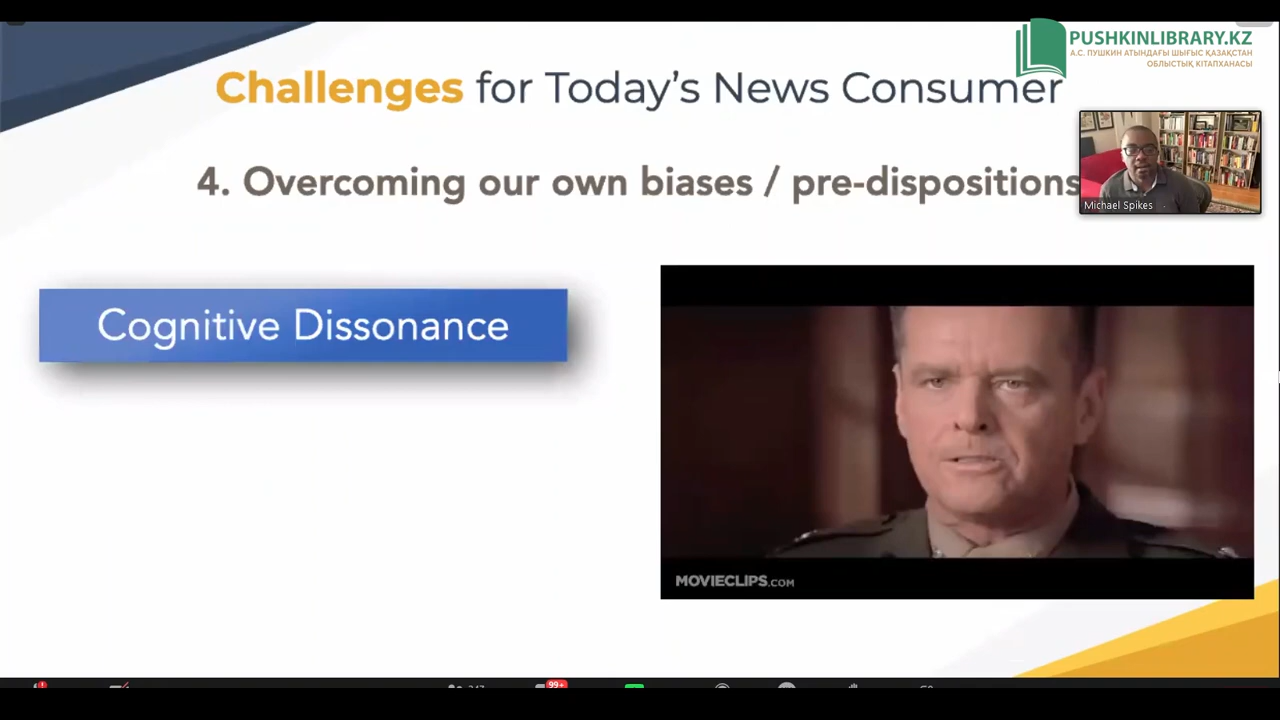 PUSHKINLIBRARY.KZ
А.С. ПУШКИН АТЫНДАҒЫ ШЫҒЫС ҚАЗАҚСТАН
ОБЛЫСТЫҚ КІТАПХАНАСЫ
Challenges for Today's News Consumer
4. Overcoming our own biases / pre-dispositions
Michael Spikes
Cognitive Dissonance
MOVIECLIPS.COM
99+